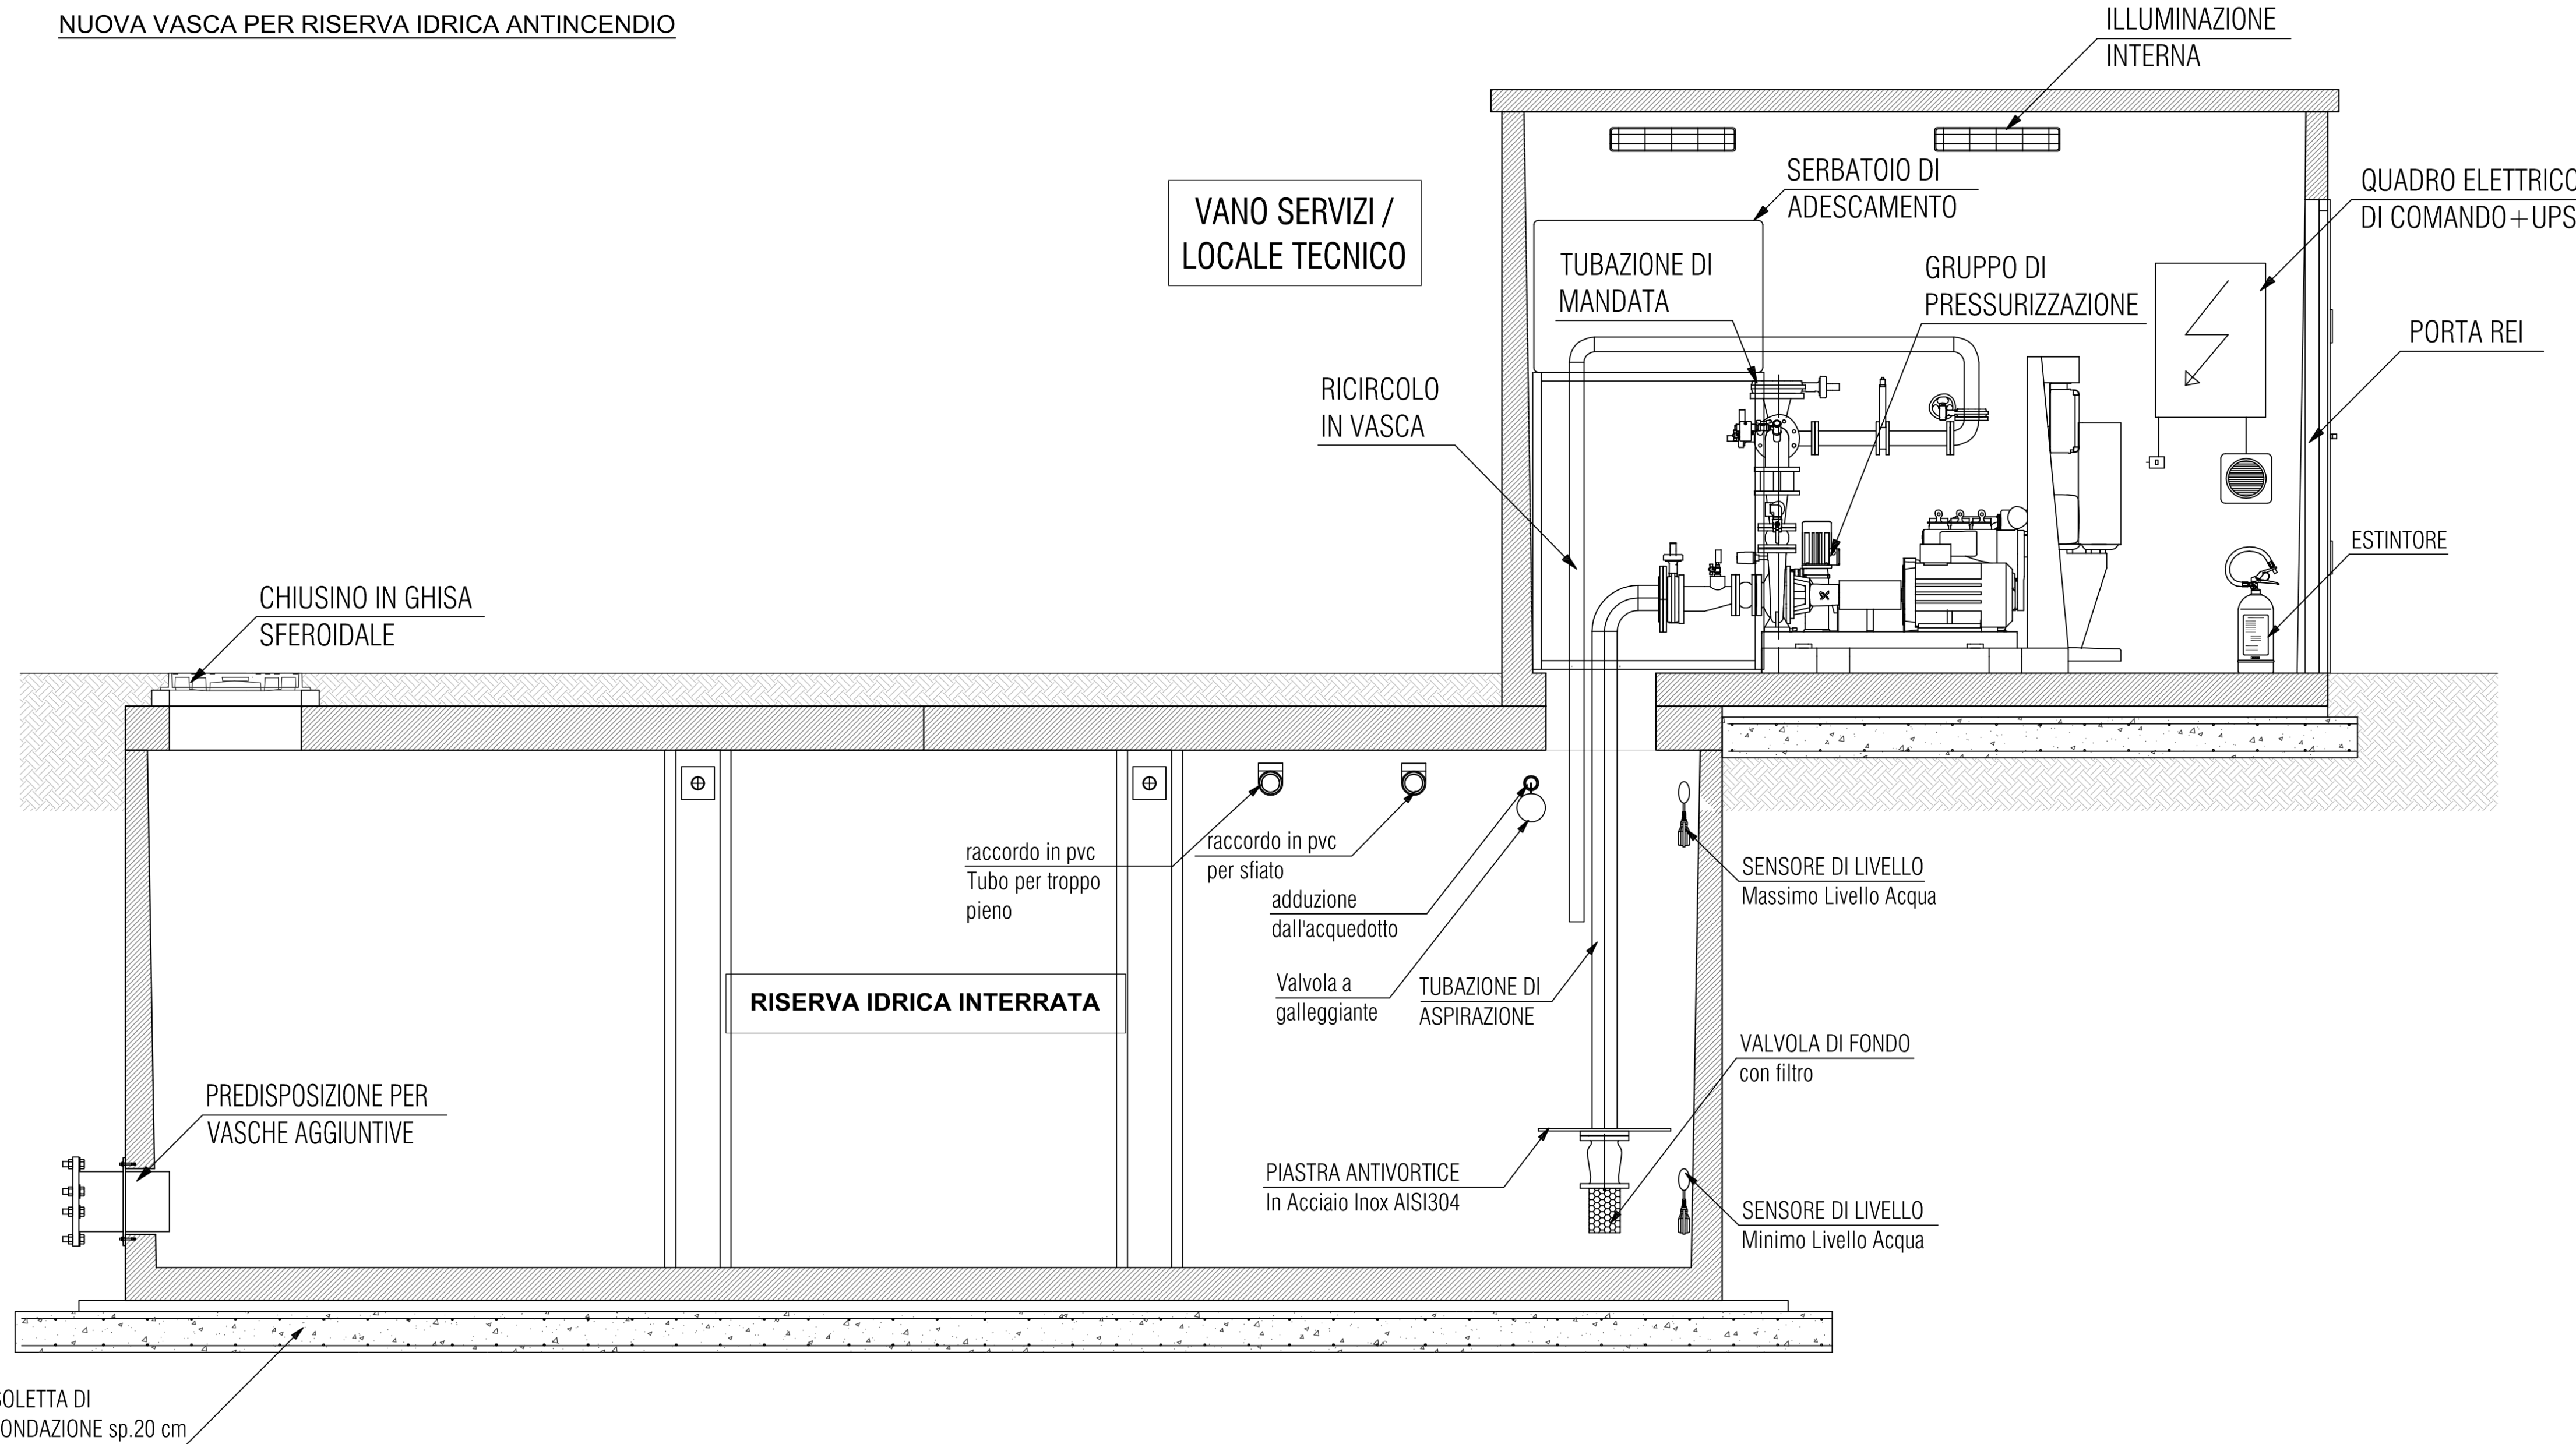 NUOVA VASCA PER RISERVA IDRICA ANTINCENDIO
ILLUMINAZIONE
INTERNA
VANO SERVIZI /
LOCALE TECNICO
SERBATOIO DI
ADESCAMENTO
QUADRO ELETTRICO
DI COMANDO+UPS
TUBAZIONE DI
MANDATA
GRUPPO DI
PRESSURIZZAZIONE
PORTA REI
RICIRCOLO
IN VASCA
ESTINTORE
CHIUSINO IN GHISA
SFEROIDALE
raccordo in pvc
Tubo per troppo
pieno
raccordo in pvc
per sfiato
adduzione
dall'acquedotto
Valvola a
galleggiante
TUBAZIONE DI
ASPIRAZIONE
SENSORE DI LIVELLO
Massimo Livello Acqua
RISERVA IDRICA INTERRATA
VALVOLA DI FONDO
con filtro
PREDISPOSIZIONE PER
VASCHE AGGIUNTIVE
PIASTRA ANTIVORTICE
In Acciaio Inox AISI304
SENSORE DI LIVELLO
Minimo Livello Acqua
SOLETTA DI
ONDAZIONE sp.20 cm